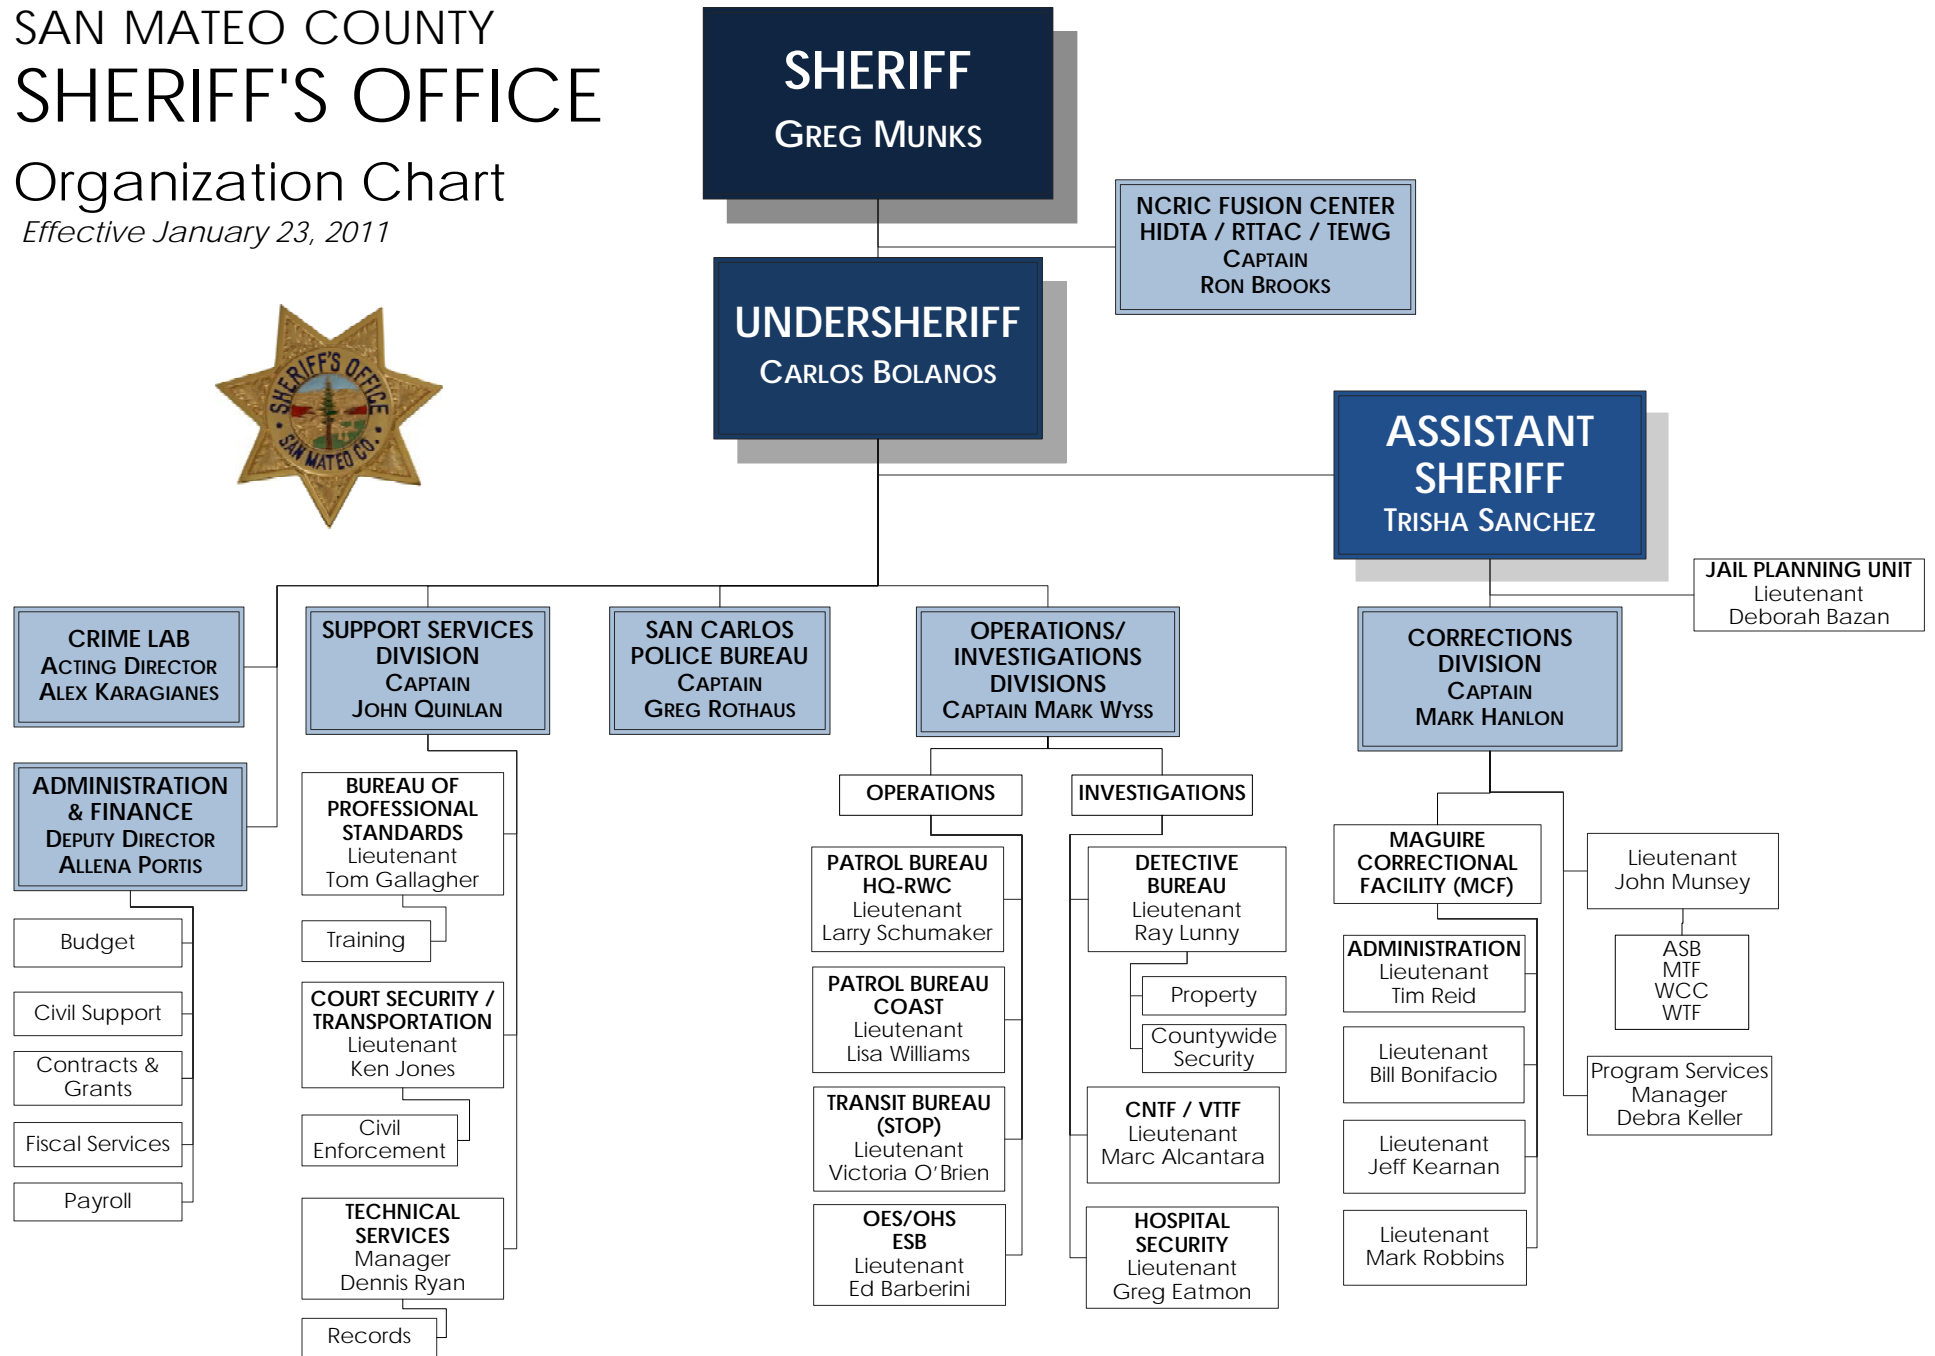 SAN MATEO COUNTY
SHERIFF'S OFFICE
Organization Chart
Effective January 23, 2011
SHERIFF'S OFFICE
SAN MATEO CO.
SHERIFF
GREG MUNKS
NCRIC FUSION CENTER
HIDTA / RTTAC / TEWG
CAPTAIN
RON BROOKS
UNDERSHERIFF
CARLOS BOLANOS
ASSISTANT
SHERIFF
TRISHA SANCHEZ
JAIL PLANNING UNIT
Lieutenant
Deborah Bazan
CRIME LAB
ACTING DIRECTOR
ALEX KARAGIANES
ADMINISTRATION
& FINANCE
DEPUTY DIRECTOR
ALLENA PORTIS
Budget
Civil Support
Contracts &
Grants
Fiscal Services
Payroll
SUPPORT SERVICES
DIVISION
CAPTAIN
JOHN QUINLAN
BUREAU OF
PROFESSIONAL
STANDARDS
Lieutenant
Tom Gallagher
Training
COURT SECURITY /
TRANSPORTATION
Lieutenant
Ken Jones
Civil
Enforcement
TECHNICAL
SERVICES
Manager
Dennis Ryan
Records
SAN CARLOS
POLICE BUREAU
CAPTAIN
GREG ROTHAUS
OPERATIONS/
INVESTIGATIONS
DIVISIONS
CAPTAIN MARK WYSS
OPERATIONS
PATROL BUREAU
HQ-RWC
Lieutenant
Larry Schumaker
PATROL BUREAU
COAST
Lieutenant
Lisa Williams
TRANSIT BUREAU
(STOP)
Lieutenant
Victoria O’Brien
OES/OHS
ESB
Lieutenant
Ed Barberini
INVESTIGATIONS
DETECTIVE
BUREAU
Lieutenant
Ray Lunny
Property
Countywide
Security
CNTF / VTTF
Lieutenant
Marc Alcantara
HOSPITAL
SECURITY
Lieutenant
Greg Eatmon
CORRECTIONS
DIVISION
CAPTAIN
MARK HANLON
MAGUIRE
CORRECTIONAL
FACILITY (MCF)
ADMINISTRATION
Lieutenant
Tim Reid
Lieutenant
Bill Bonifacio
Lieutenant
Jeff Kearnan
Lieutenant
Mark Robbins
Lieutenant
John Munsey
ASB
MTF
WCC
WTF
Program Services
Manager
Debra Keller